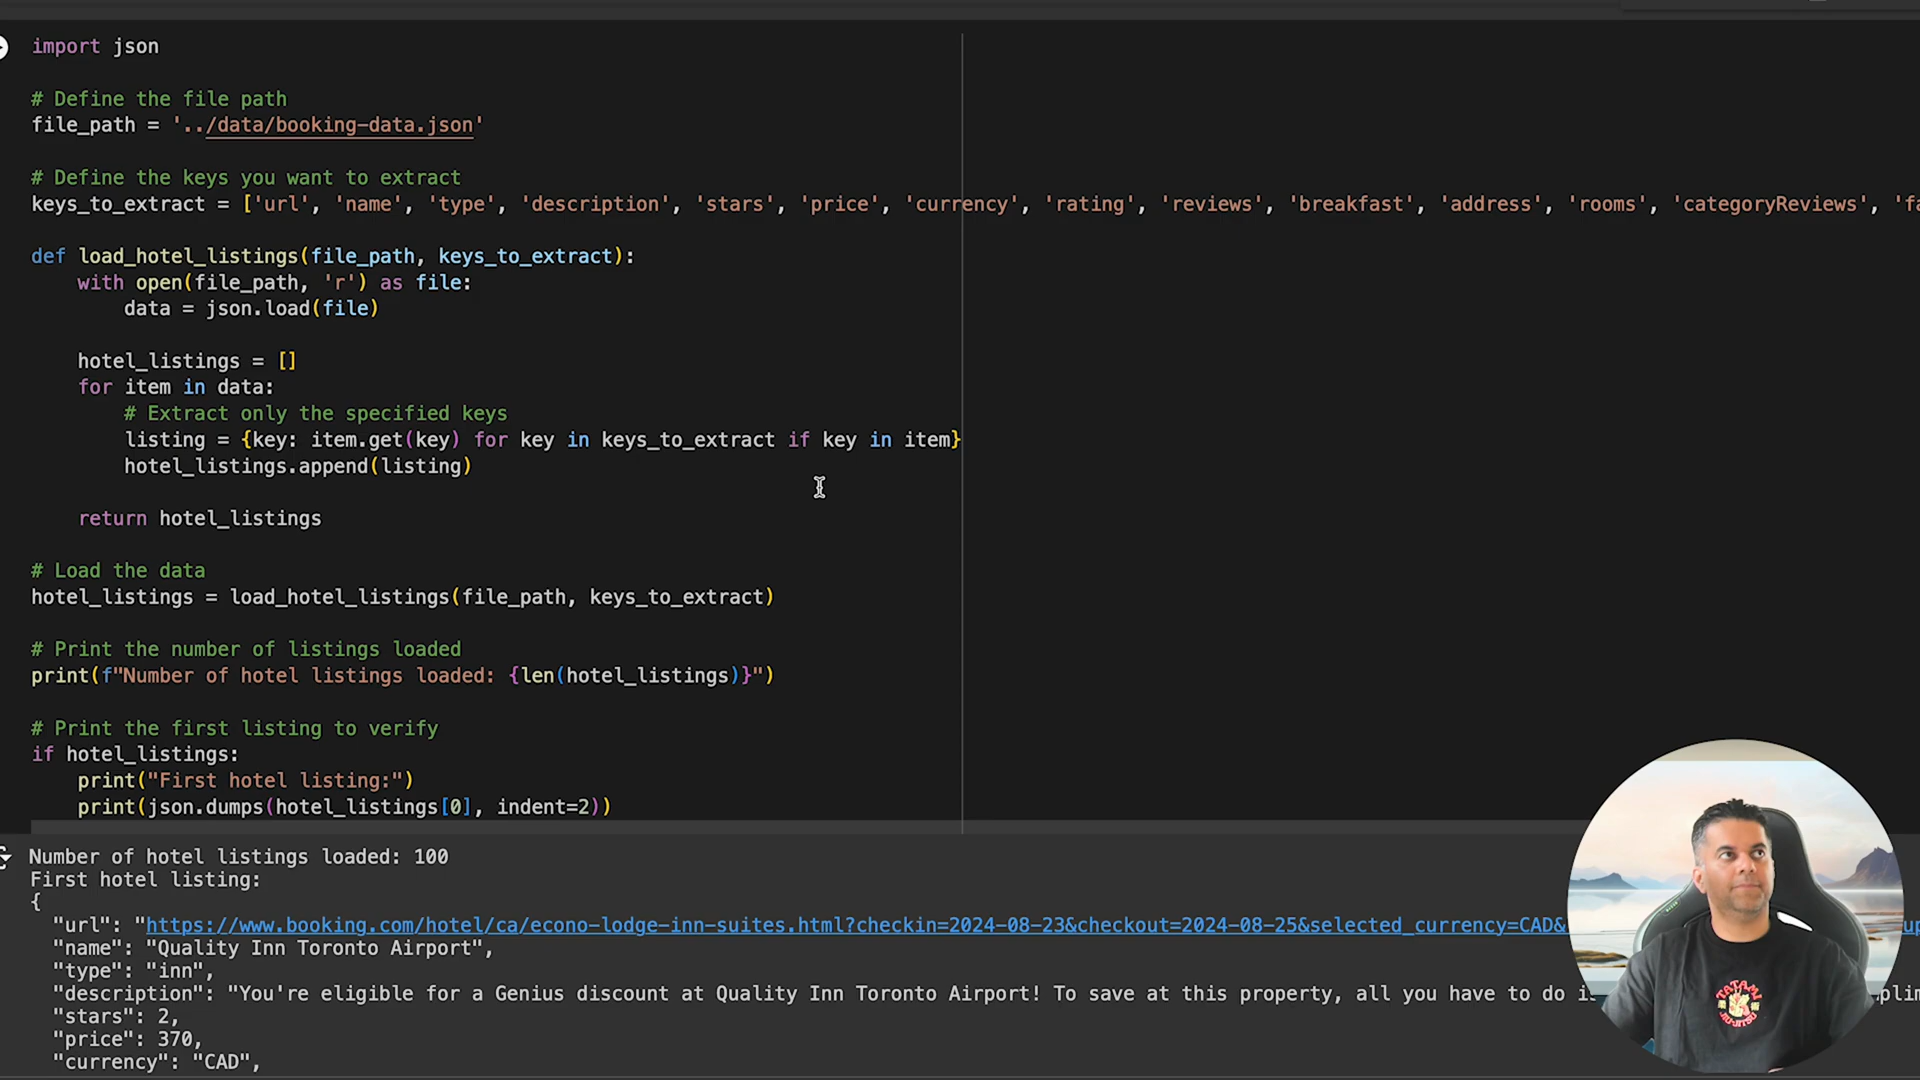 import json
# Define the file path
file_path = '../data/booking-data.json'
# Define the keys you want to extract
keys_to_extract = ['url', 'name', 'type', 'description', 'stars', 'price', 'currency', 'rating', 'reviews', 'breakfast', 'address', 'rooms', 'categoryReviews', 'fa
def load_hotel_listings(file_path, keys_to_extract):
    with open(file_path, 'r') as file:
        data = json.load(file)
    hotel_listings = []
    for item in data:
        # Extract only the specified keys
        listing = {key: item.get(key) for key in keys_to_extract if key in item}
        hotel_listings.append(listing)
    return hotel_listings
# Load the data
hotel_listings = load_hotel_listings(file_path, keys_to_extract)
# Print the number of listings loaded
print(f"Number of hotel listings loaded: {len(hotel_listings)}")
# Print the first listing to verify
if hotel_listings:
    print("First hotel listing:")
    print(json.dumps(hotel_listings[0], indent=2))
Number of hotel listings loaded: 100
First hotel listing:
{
  "url": "https://www.booking.com/hotel/ca/econo-lodge-inn-suites.html?checkin=2024-08-23&checkout=2024-08-25&selected_currency=CAD&
  "name": "Quality Inn Toronto Airport",
  "type": "inn",
  "description": "You're eligible for a Genius discount at Quality Inn Toronto Airport! To save at this property, all you have to do
  "stars": 2,
  "price": 370,
  "currency": "CAD",
TATAMI
JIU-JITSU